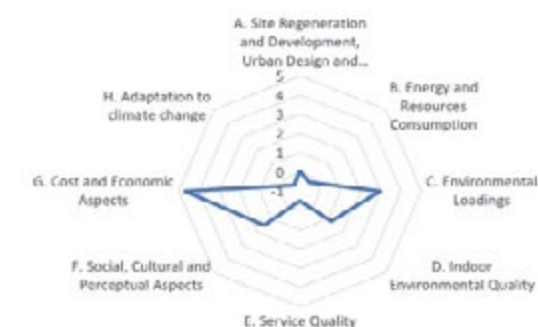 A. Site Regeneration
and Development,
Urban Design and...
5
4
3
2
1
0
-1
B. Energy and
Resources
Consumption
C. Environmental
Loadings
D. Indoor
Environmental Quality
E. Service Quality
F. Social, Cultural and
Perceptual Aspects
G. Cost and Economic
Aspects
H. Adaptation to
climate change